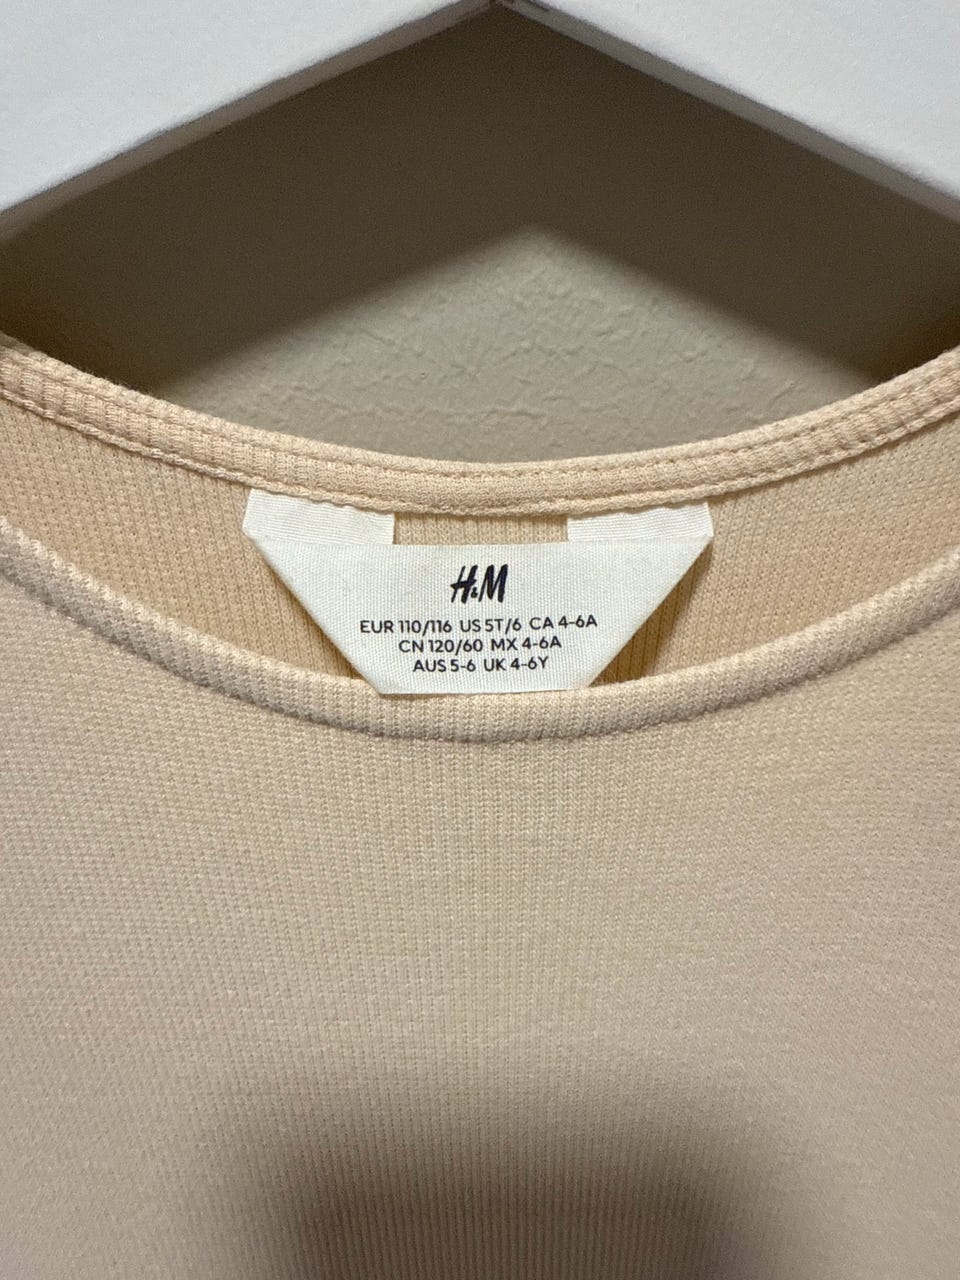 H&M
EUR 110/116 US 5T/6 CA 4-6A
CN 120/60 MX 4-6A
AUS 5-6 UK 4-6Y